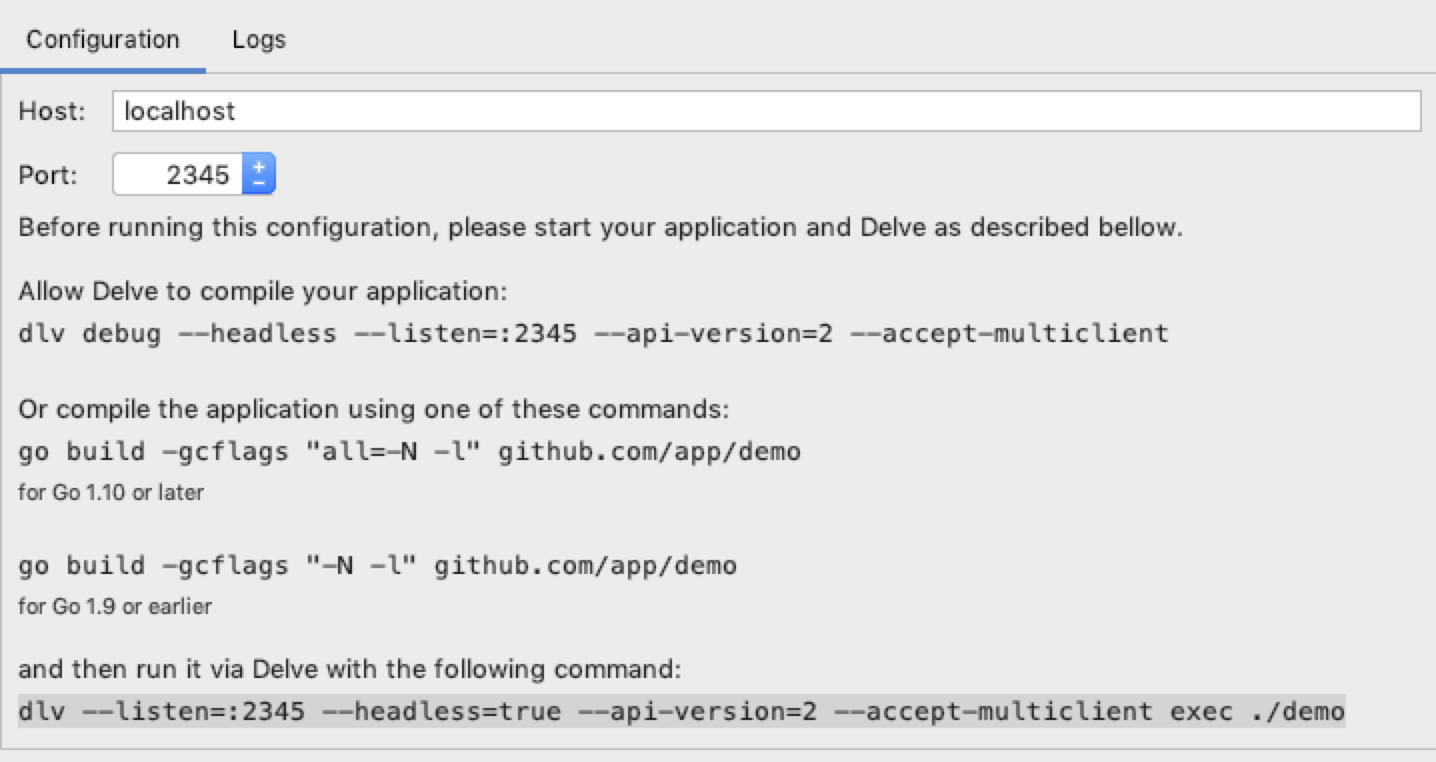 Configuration Logs
Host: localhost
Port: 2345
Before running this configuration, please start your application and Delve as described bellow.
Allow Delve to compile your application:
dlv debug --headless --listen=:2345 --api-version=2 --accept-multiclient
Or compile the application using one of these commands:
go build -gcflags "all=-N -l" github.com/app/demo
for Go 1.10 or later
go build -gcflags "-N -l" github.com/app/demo
for Go 1.9 or earlier
and then run it via Delve with the following command:
dlv --listen=:2345 --headless=true --api-version=2 --accept-multiclient exec ./demo